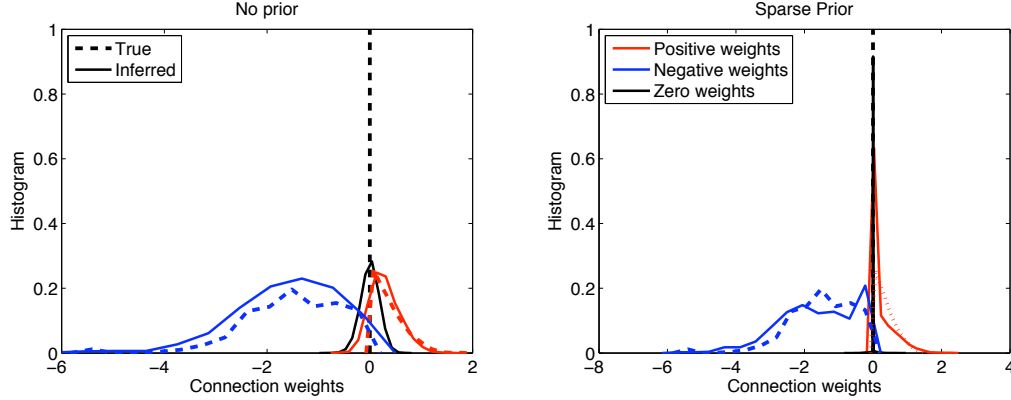 No prior
1
0.8
0.6
0.4
0.2
0
Histogram
True
Inferred
−6
−4
−2
0
2
Connection weights
Sparse Prior
1
0.8
0.6
0.4
0.2
0
Histogram
Positive weights
Negative weights
Zero weights
−8
−6
−4
−2
0
2
4
Connection weights